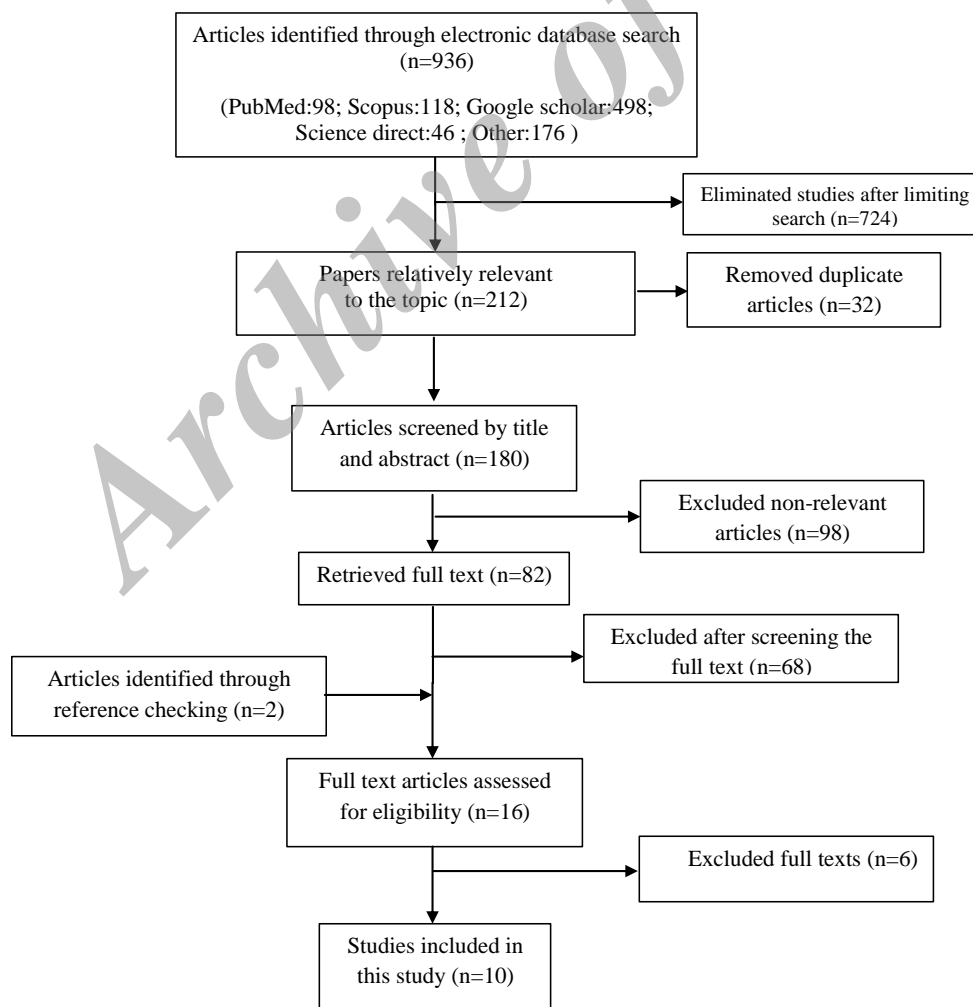 Articles identified through electronic database search
(n=936)
(PubMed:98; Scopus:118; Google scholar:498;
Science direct:46 ; Other:176 )
Eliminated studies after limiting
search (n=724)
Papers relatively relevant
to the topic (n=212)
Removed duplicate
articles (n=32)
Articles screened by title
and abstract (n=180)
Excluded non-relevant
articles (n=98)
Retrieved full text (n=82)
Excluded after screening the
full text (n=68)
Articles identified through
reference checking (n=2)
Full text articles assessed
for eligibility (n=16)
Excluded full texts (n=6)
Studies included in
this study (n=10)
Archive of